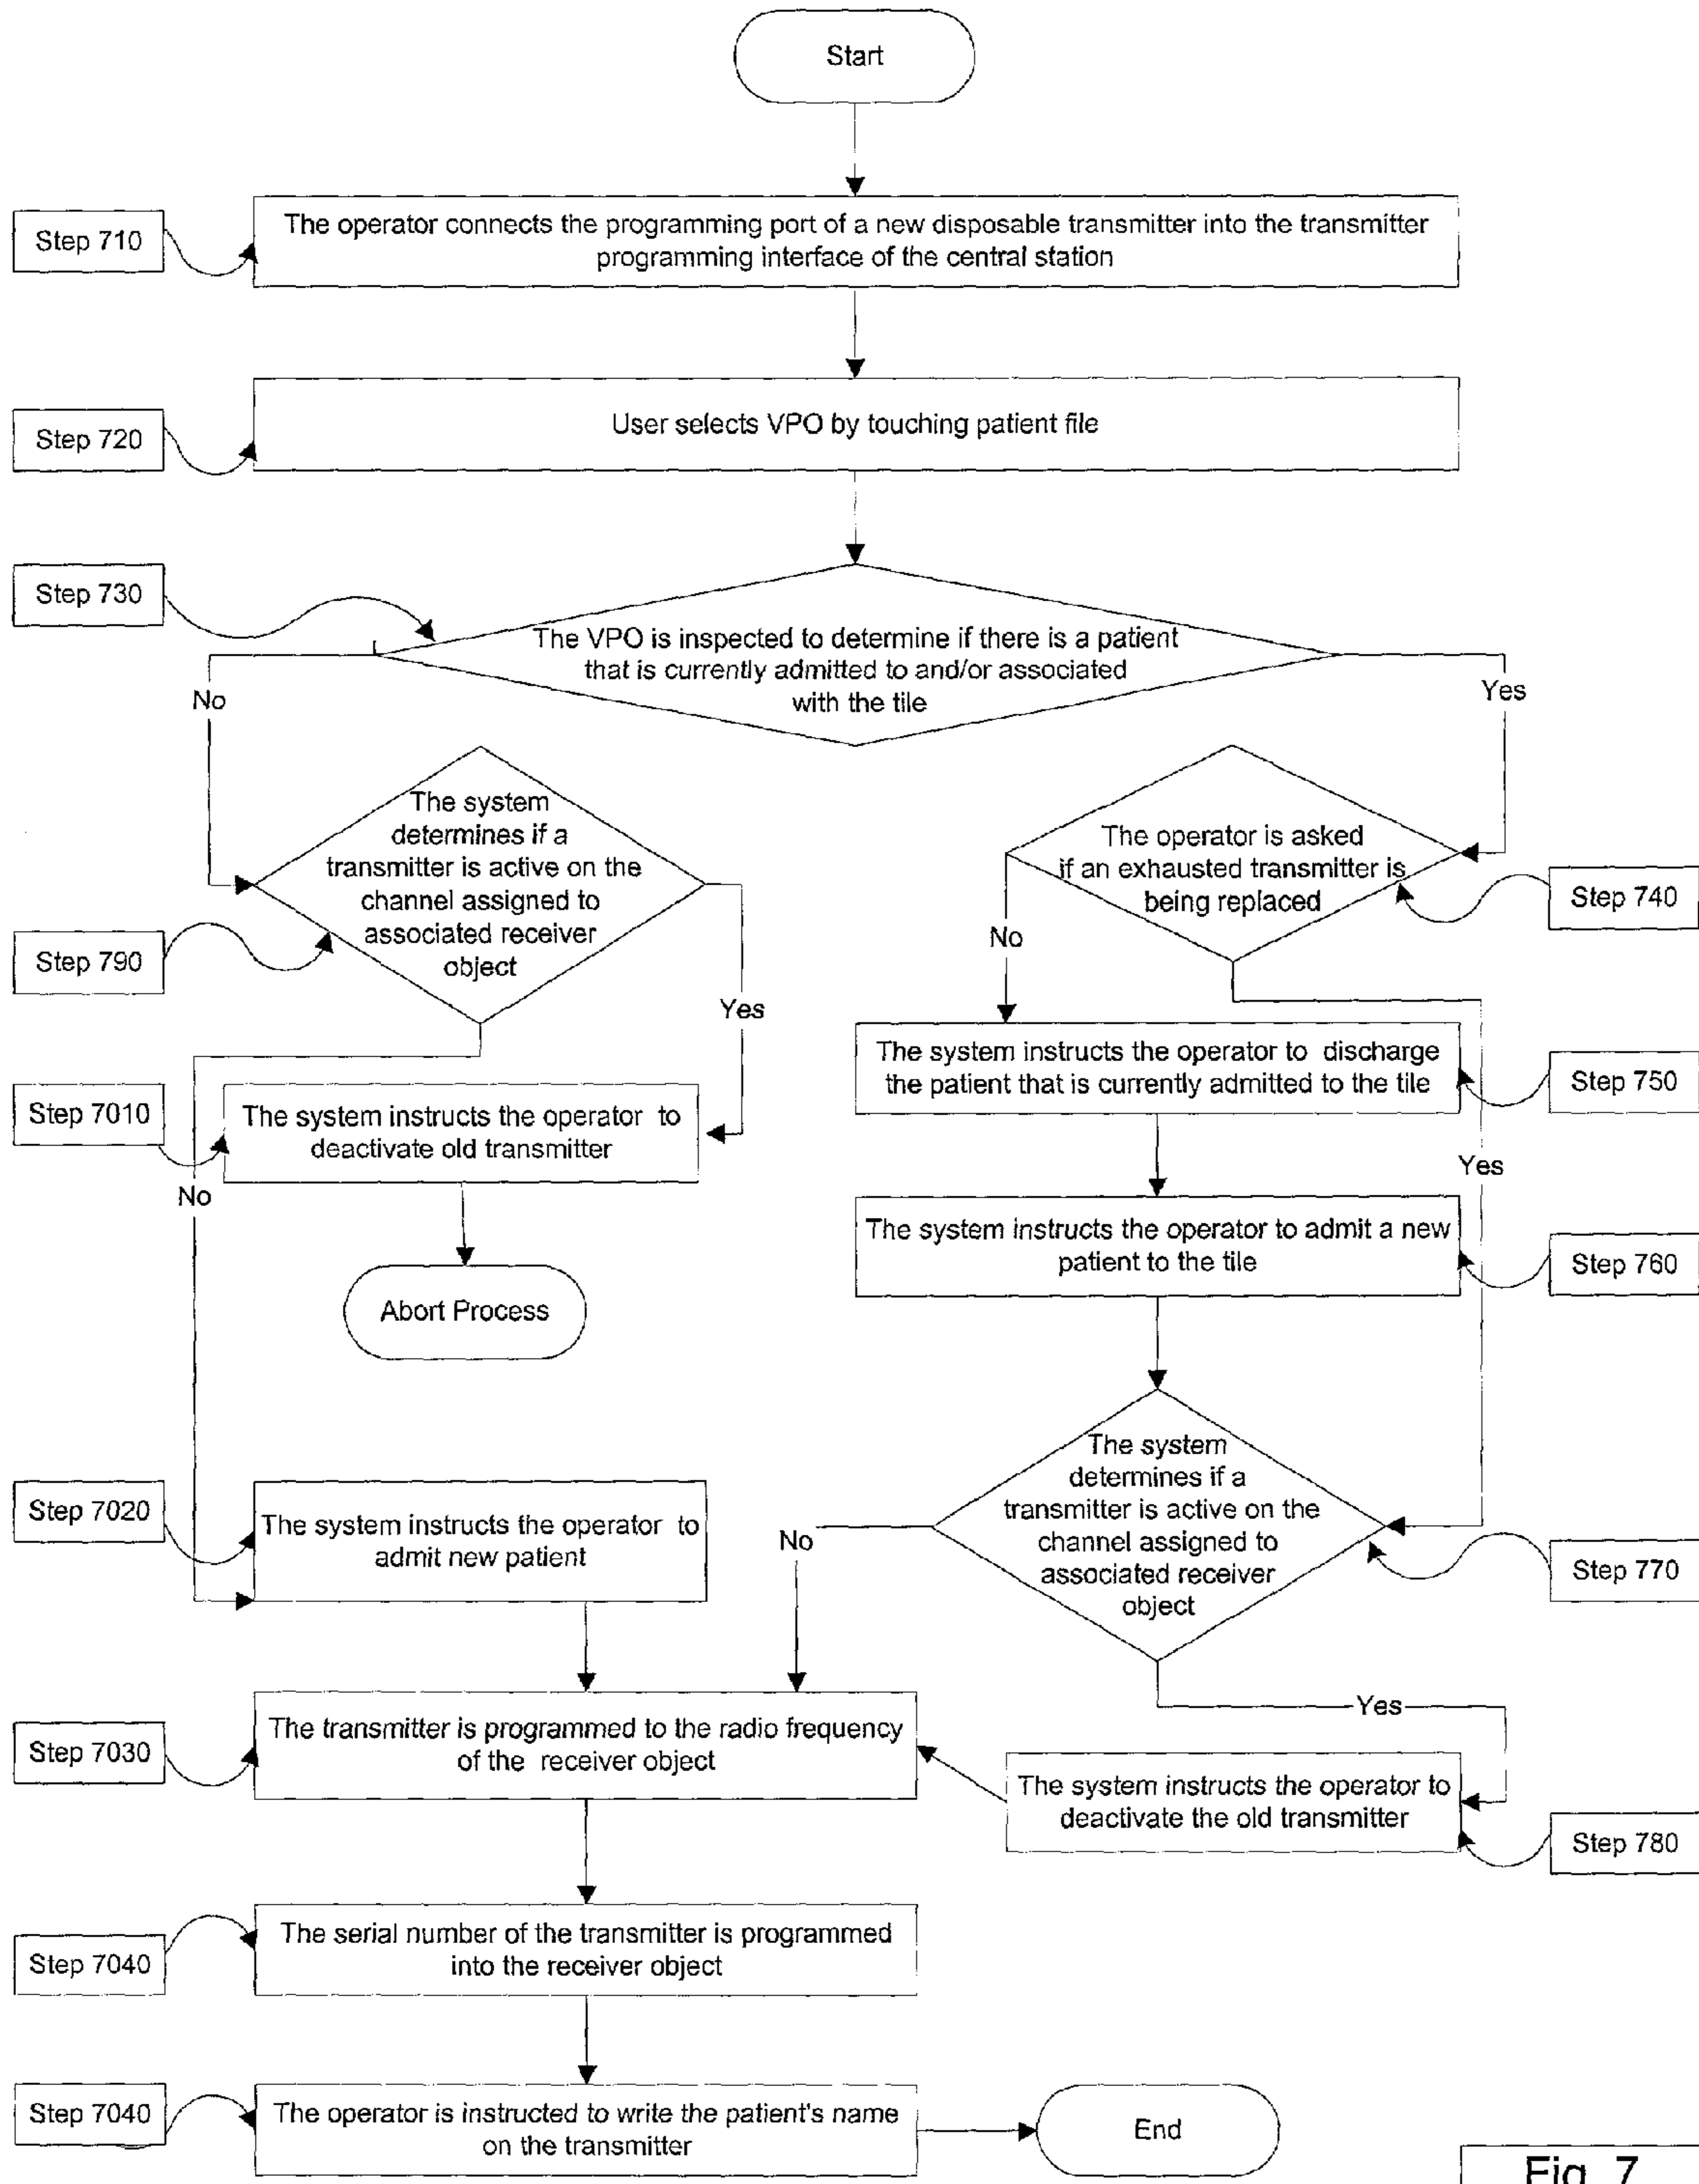 Start
Step 710
The operator connects the programming port of a new disposable transmitter into the transmitter
programming interface of the central station
Step 720
User selects VPO by touching patient file
Step 730
The VPO is inspected to determine if there is a patient
that is currently admitted to and/or associated
with the tile
No
Yes
The system
determines if a
transmitter is active on the
channel assigned to
associated receiver
object
Step 790
Yes
The operator is asked
if an exhausted transmitter is
being replaced
Step 740
No
Yes
The system instructs the operator to discharge
the patient that is currently admitted to the tile
Step 750
Step 7010
The system instructs the operator to
deactivate old transmitter
No
Abort Process
The system instructs the operator to admit a new
patient to the tile
Step 760
The system
determines if a
transmitter is active on the
channel assigned to
associated receiver
object
Step 770
No
Yes
Step 7020
The system instructs the operator to
admit new patient
Step 7030
The transmitter is programmed to the radio frequency
of the receiver object
The system instructs the operator to
deactivate the old transmitter
Step 780
Step 7040
The serial number of the transmitter is programmed
into the receiver object
Step 7040
The operator is instructed to write the patient's name
on the transmitter
End
Fig. 7